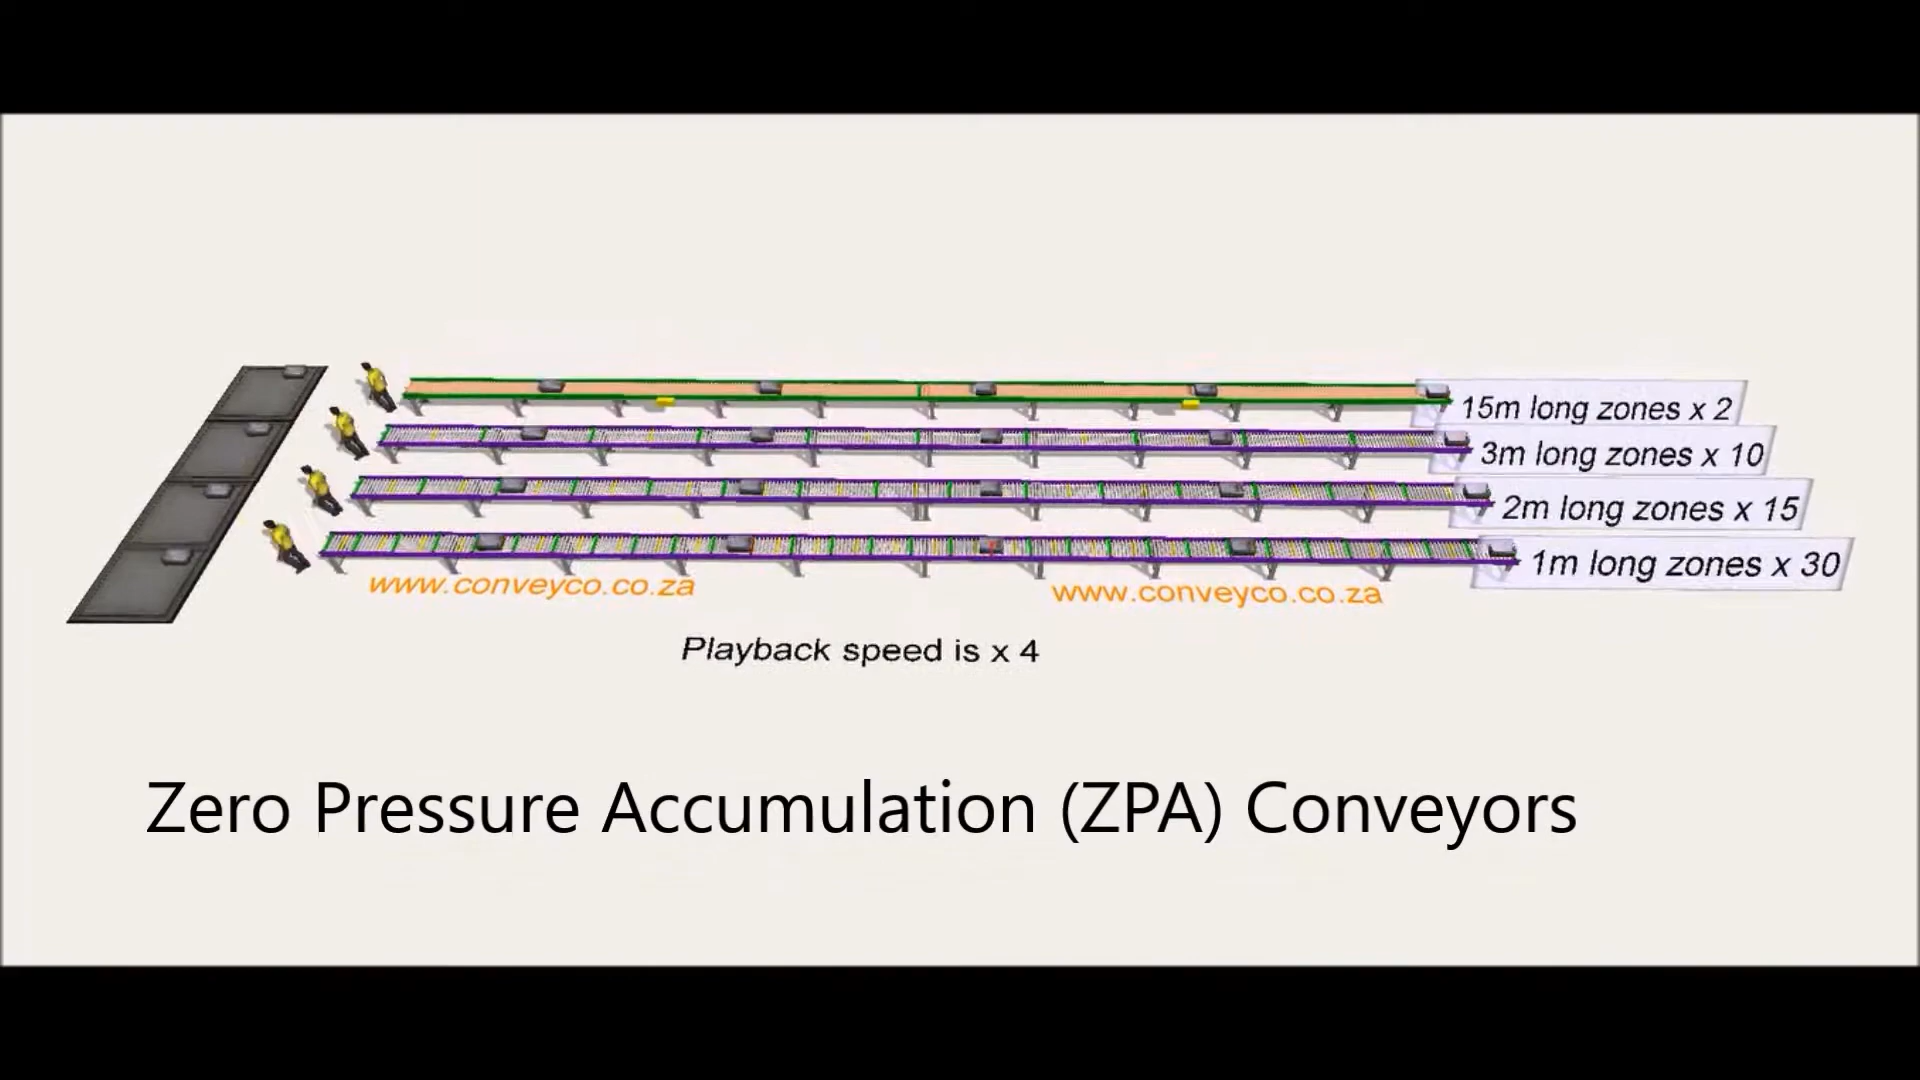 15m long zones x 2
3m long zones x 10
2m long zones x 15
1m long zones x 30
www.conveyco.co.za
www.conveyco.co.za
Playback speed is x 4
Zero Pressure Accumulation (ZPA) Conveyors